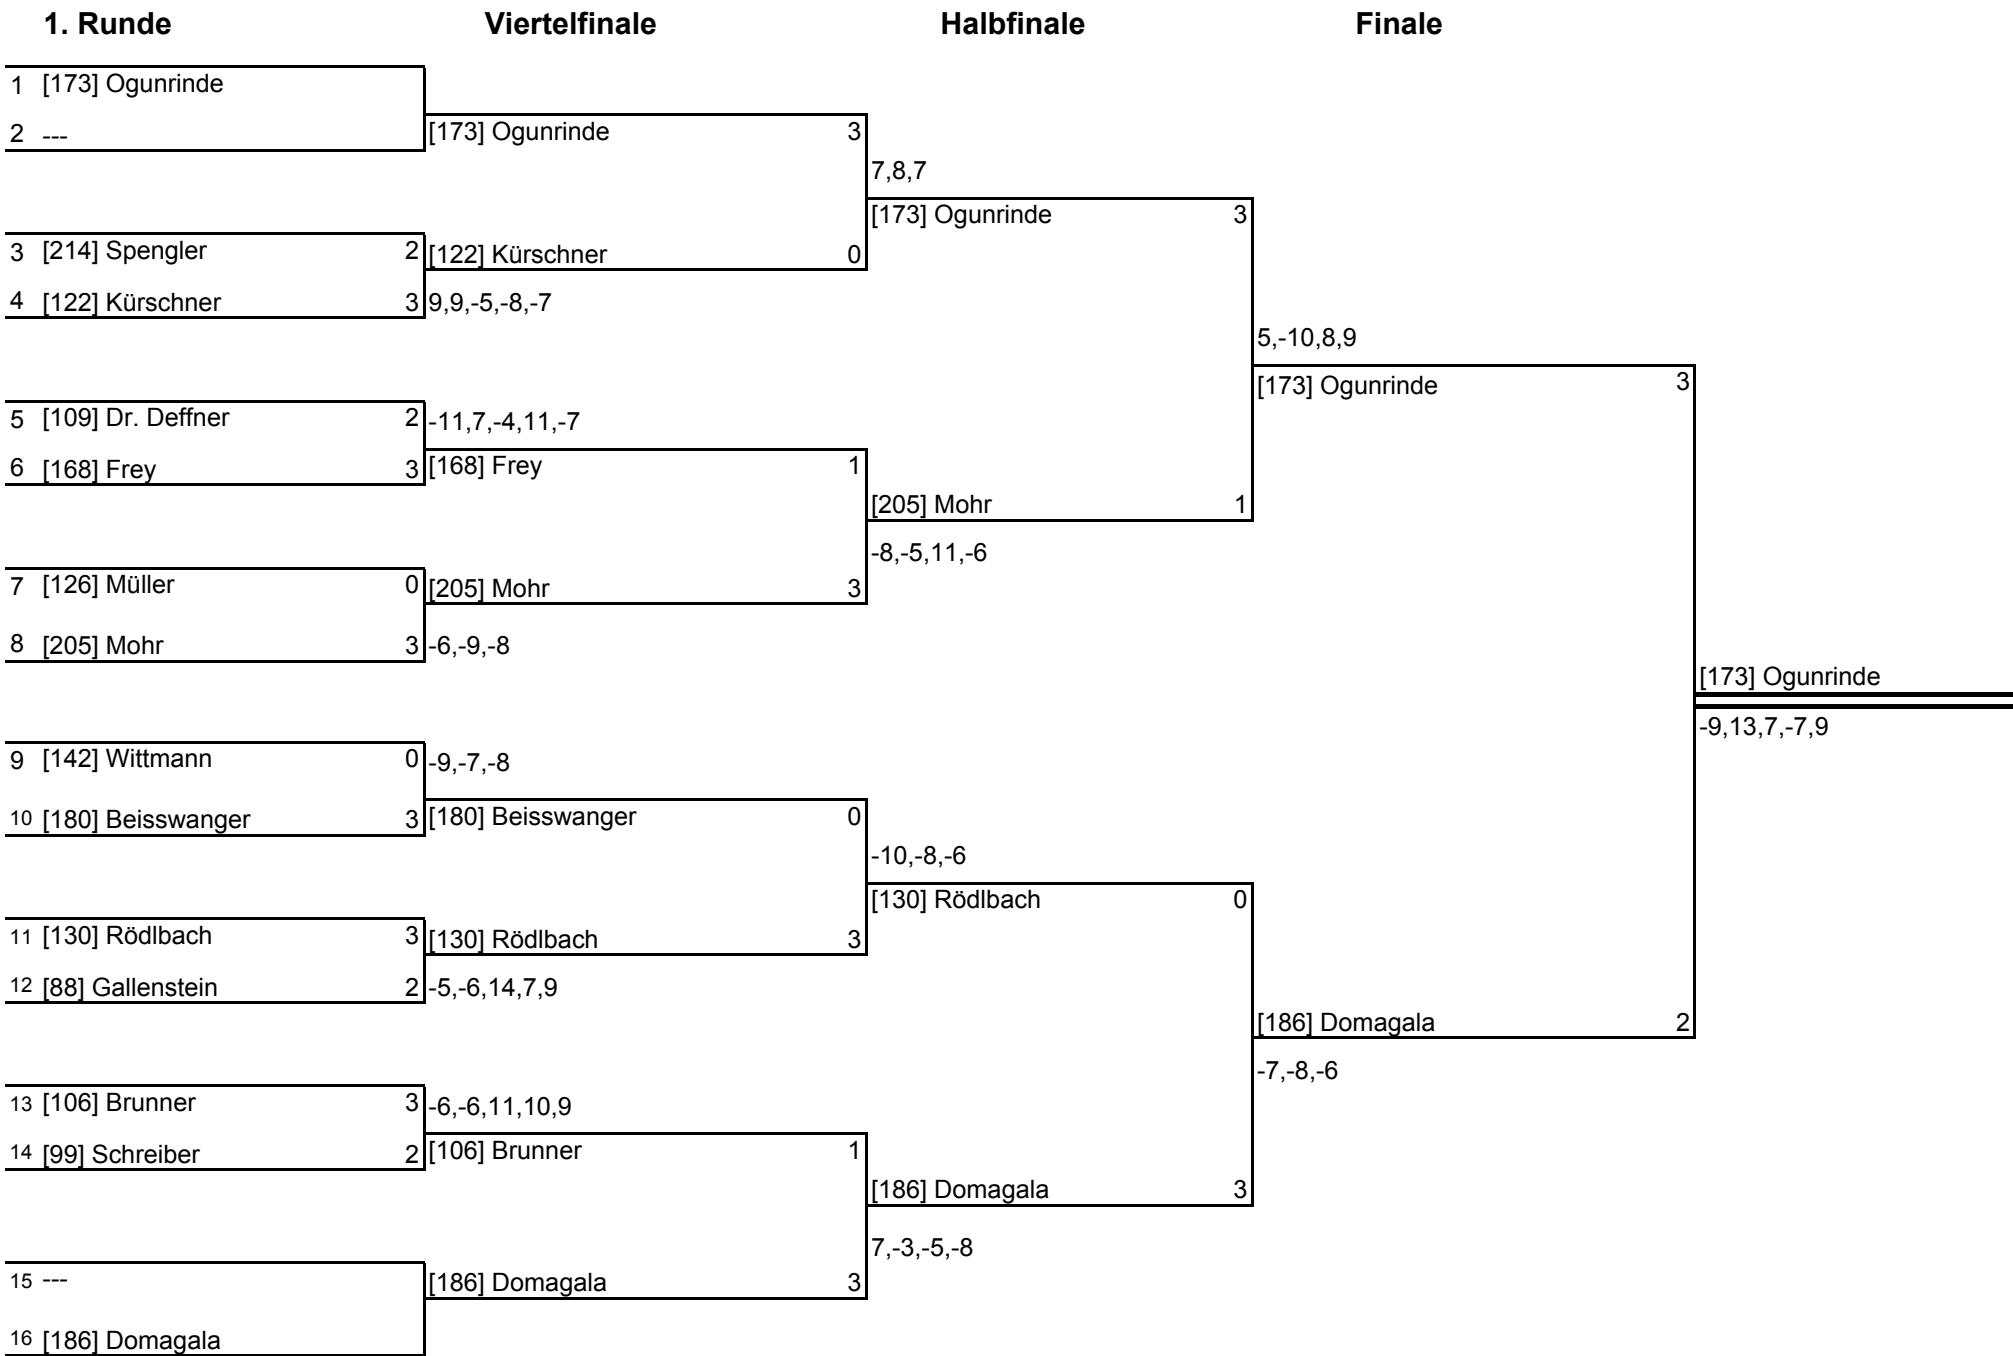 1. Runde Viertelfinale Halbfinale Finale
1 [173] Ogunrinde
2 --- [173] Ogunrinde 3
7,8,7
[173] Ogunrinde 3
3 [214] Spengler 2 [122] Kürschner 0
4 [122] Kürschner 3 9,9,-5,-8,-7
5,-10,8,9
[173] Ogunrinde 3
5 [109] Dr. Deffner 2 -11,7,-4,11,-7
6 [168] Frey 3 [168] Frey 1
[205] Mohr 1
-8,-5,11,-6
7 [126] Müller 0 [205] Mohr 3
8 [205] Mohr 3 -6,-9,-8
[173] Ogunrinde
-9,13,7,-7,9
9 [142] Wittmann 0 -9,-7,-8
10 [180] Beisswanger 3 [180] Beisswanger 0
-10,-8,-6
[130] Rödlbach 0
11 [130] Rödlbach 3 [130] Rödlbach 3
12 [88] Gallenstein 2 -5,-6,14,7,9
[186] Domagala 2
-7,-8,-6
13 [106] Brunner 3 -6,-6,11,10,9
14 [99] Schreiber 2 [106] Brunner 1
[186] Domagala 3
7,-3,-5,-8
15 --- [186] Domagala 3
16 [186] Domagala